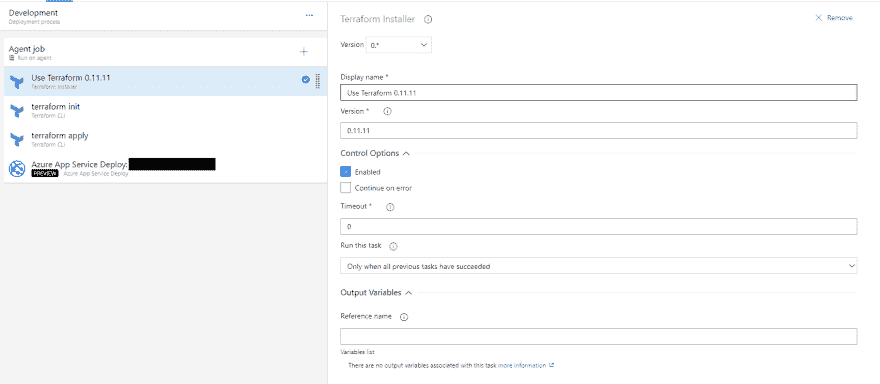 Development
Deployment process
Agent job
Run on agent
Use Terraform 0.11.11
Terraform Installer
terraform init
Terraform CLI
terraform apply
Terraform CLI
Azure App Service Deploy:
PREVIEW Azure App Service Deploy
Terraform Installer
Remove
Version 0.*
Display name *
Use Terraform 0.11.11
Version *
0.11.11
Control Options
Enabled
Continue on error
Timeout *
0
Run this task
Only when all previous tasks have succeeded
Output Variables
Reference name
Variables list
There are no output variables associated with this task more information